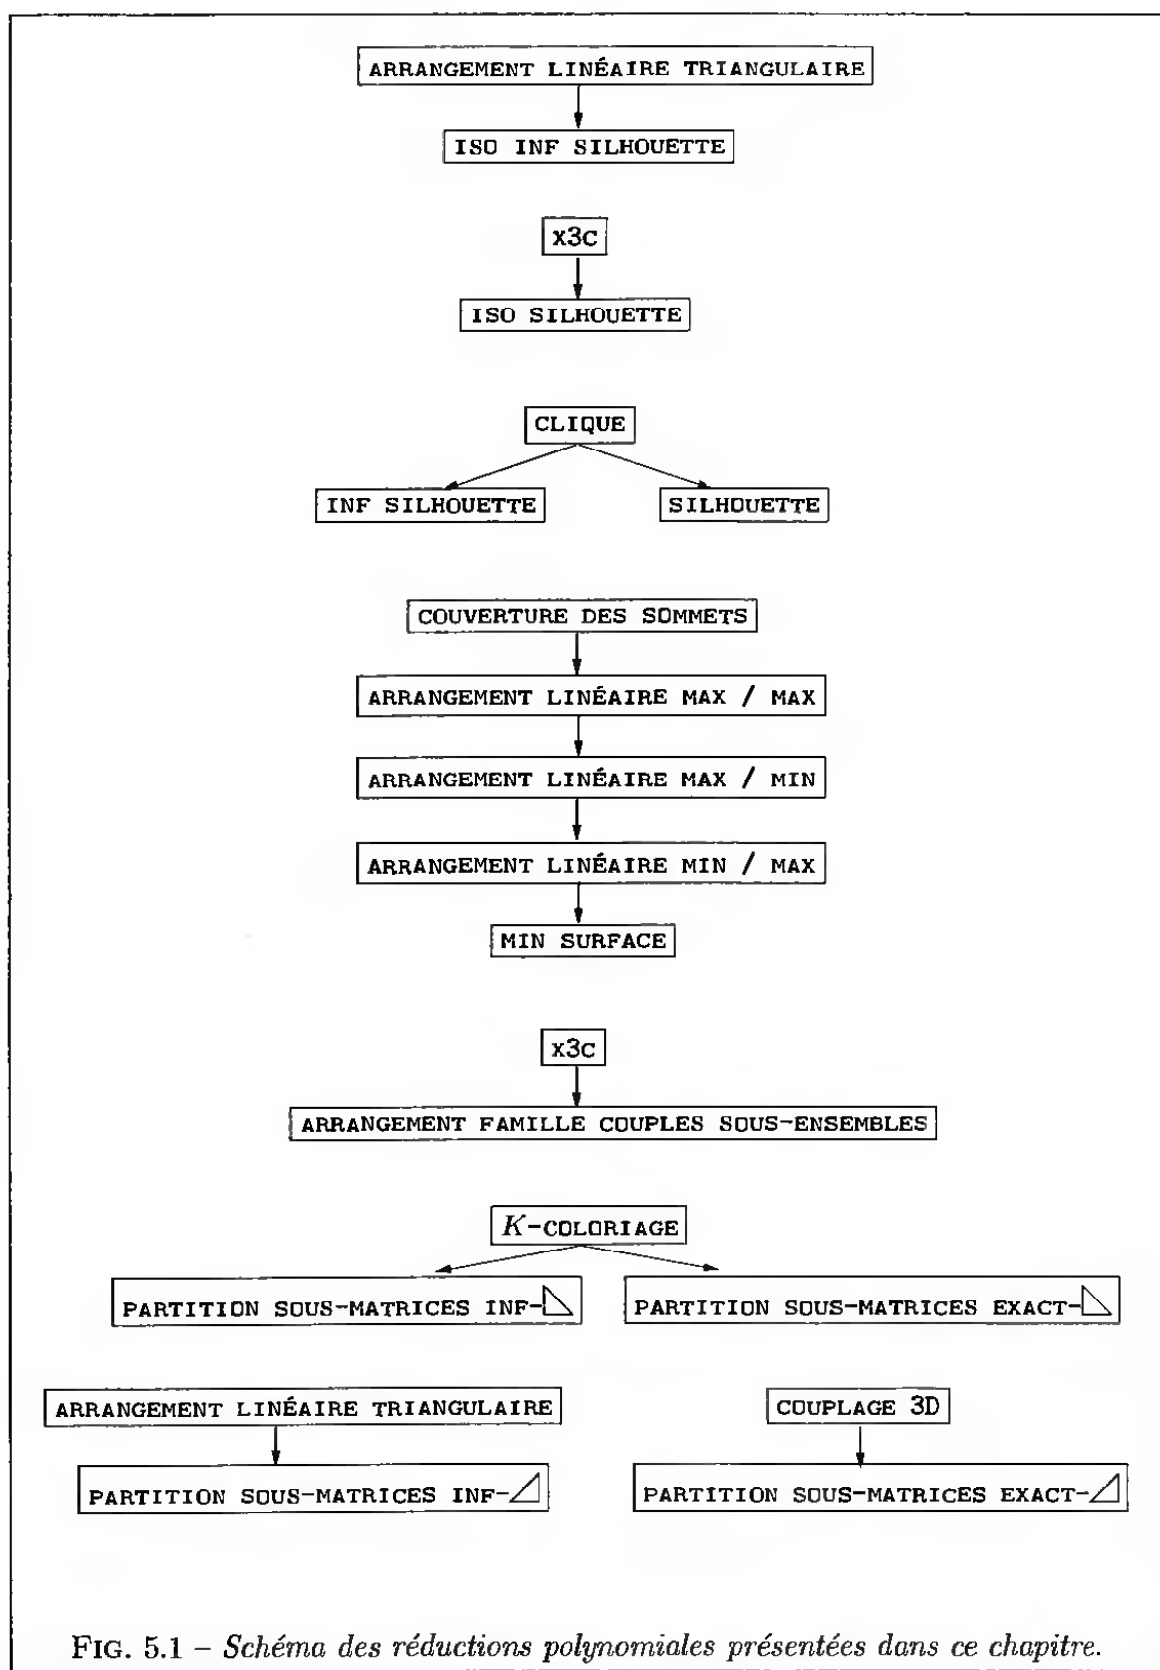 ARRANGEMENT LINÉAIRE TRIANGULAIRE
ISO INF SILHOUETTE
X3C
ISO SILHOUETTE
CLIQUE
INF SILHOUETTE SILHOUETTE
COUVERTURE DES SOMMETS
ARRANGEMENT LINÉAIRE MAX / MAX
ARRANGEMENT LINÉAIRE MAX / MIN
ARRANGEMENT LINÉAIRE MIN / MAX
MIN SURFACE
X3C
ARRANGEMENT FAMILLE COUPLES SOUS-ENSEMBLES
K-COLORIAGE
PARTITION SOUS-MATRICES INF- PARTITION SOUS-MATRICES EXACT-
ARRANGEMENT LINÉAIRE TRIANGULAIRE COUPLAGE 3D
PARTITION SOUS-MATRICES INF- PARTITION SOUS-MATRICES EXACT-
FIG. 5.1 – Schéma des réductions polynomiales présentées dans ce chapitre.